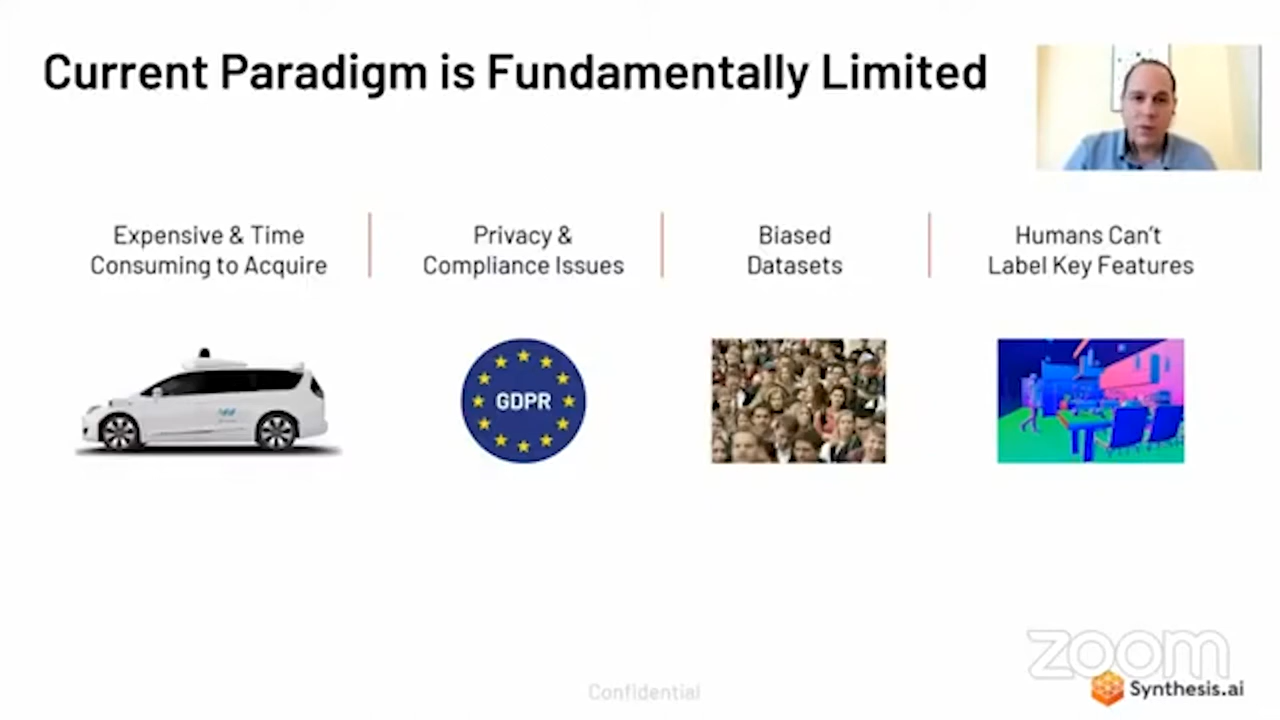 Current Paradigm is Fundamentally Limited
Expensive & Time
Consuming to Acquire
Privacy &
Compliance Issues
Biased
Datasets
Humans Can't
Label Key Features
GDPR
zoom
Confidential
Synthesis.ai